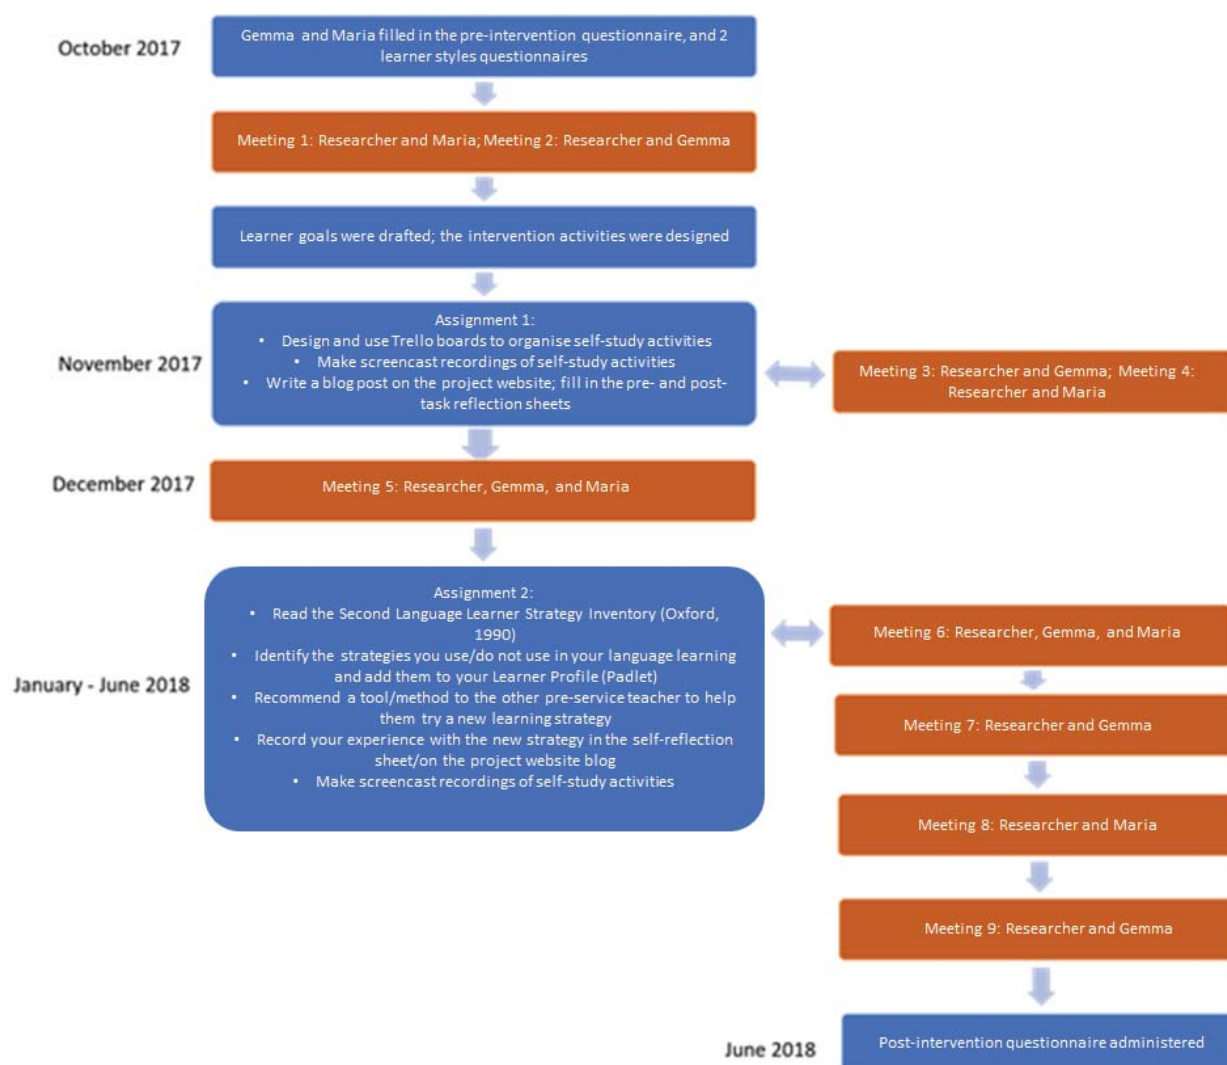 October 2017
Gemma and Maria filled in the pre-intervention questionnaire, and 2
learner styles questionnaires
Meeting 1: Researcher and Maria; Meeting 2: Researcher and Gemma
Learner goals were drafted; the intervention activities were designed
November 2017
Assignment 1:
• Design and use Trello boards to organise self-study activities
• Make screencast recordings of self-study activities
• Write a blog post on the project website; fill in the pre- and post-
task reflection sheets
Meeting 3: Researcher and Gemma; Meeting 4:
Researcher and Maria
December 2017
Meeting 5: Researcher, Gemma, and Maria
January - June 2018
Assignment 2:
• Read the Second Language Learner Strategy Inventory (Oxford,
1990)
• Identify the strategies you use/do not use in your language learning
and add them to your Learner Profile (Padlet)
• Recommend a tool/method to the other pre-service teacher to help
them try a new learning strategy
• Record your experience with the new strategy in the self-reflection
sheet/on the project website blog
• Make screencast recordings of self-study activities
Meeting 6: Researcher, Gemma, and Maria
Meeting 7: Researcher and Gemma
Meeting 8: Researcher and Maria
Meeting 9: Researcher and Gemma
June 2018
Post-intervention questionnaire administered